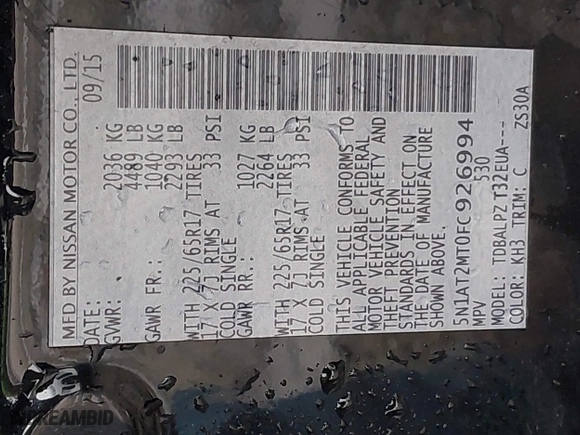 MFD BY NISSAN MOTOR CO., LTD.
DATE: 09/15
GVWR: 2036 KG
4489 LB
GAWR FR.: 1040 KG
2293 LB
WITH 225/65R17 TIRES
17 X 7J RIMS AT 33 PSI
COLD SINGLE
GAWR RR.: 1027 KG
2264 LB
WITH 225/65R17 TIRES
17 X 7J RIMS AT 33 PSI
COLD SINGLE
THIS VEHICLE CONFORMS TO
ALL APPLICABLE FEDERAL
MOTOR VEHICLE SAFETY AND
THEFT PREVENTION
STANDARDS IN EFFECT ON
THE DATE OF MANUFACTURE
SHOWN ABOVE.
5N1AT2MT0FC926994
MPV 530
MODEL: TDBALPZ T32EUA---
COLOR: KH3 TRIM: C ZS30A
DREAMBID